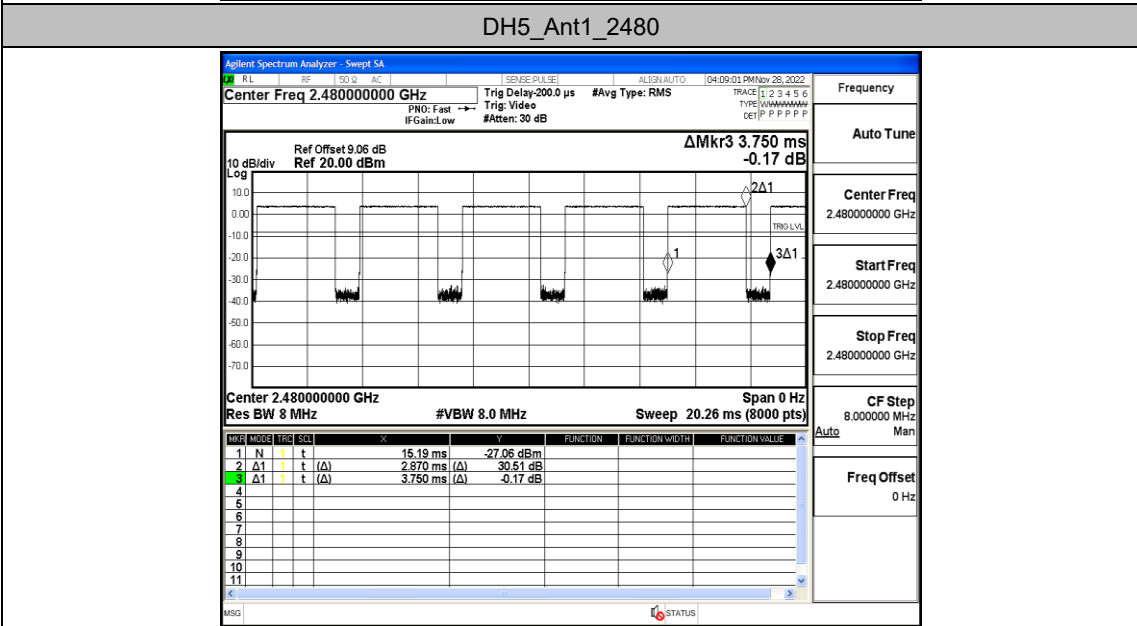 DH5_Ant1_2480
Agilent Spectrum Analyzer - Swept SA
LXI RL RF 50 Ω AC SENSE:PULSE ALIGNAUTO 04:09:01 PM Nov 28, 2022
Center Freq 2.480000000 GHz Trig Delay-200.0 µs #Avg Type: RMS TRACE 1 2 3 4 5 6
PNO: Fast Trig: Video TYPE WWWWWW
IFGain:Low #Atten: 30 dB DET P P P P P P
Ref Offset 9.06 dB ΔMkr3 3.750 ms
10 dB/div Ref 20.00 dBm -0.17 dB
Log
10.0
0.00
-10.0
-20.0
-30.0
-40.0
-50.0
-60.0
-70.0
2Δ1
TRIG LVL
1
3Δ1
Center 2.480000000 GHz Span 0 Hz
Res BW 8 MHz #VBW 8.0 MHz Sweep 20.26 ms (8000 pts)
MKR MODE TRC SCL X Y FUNCTION FUNCTION WIDTH FUNCTION VALUE
1 N 1 t 15.19 ms -27.06 dBm
2 Δ1 1 t (Δ) 2.870 ms (Δ) 30.51 dB
3 Δ1 1 t (Δ) 3.750 ms (Δ) -0.17 dB
4
5
6
7
8
9
10
11
MSG STATUS
Frequency
Auto Tune
Center Freq
2.480000000 GHz
Start Freq
2.480000000 GHz
Stop Freq
2.480000000 GHz
CF Step
8.000000 MHz
Auto Man
Freq Offset
0 Hz